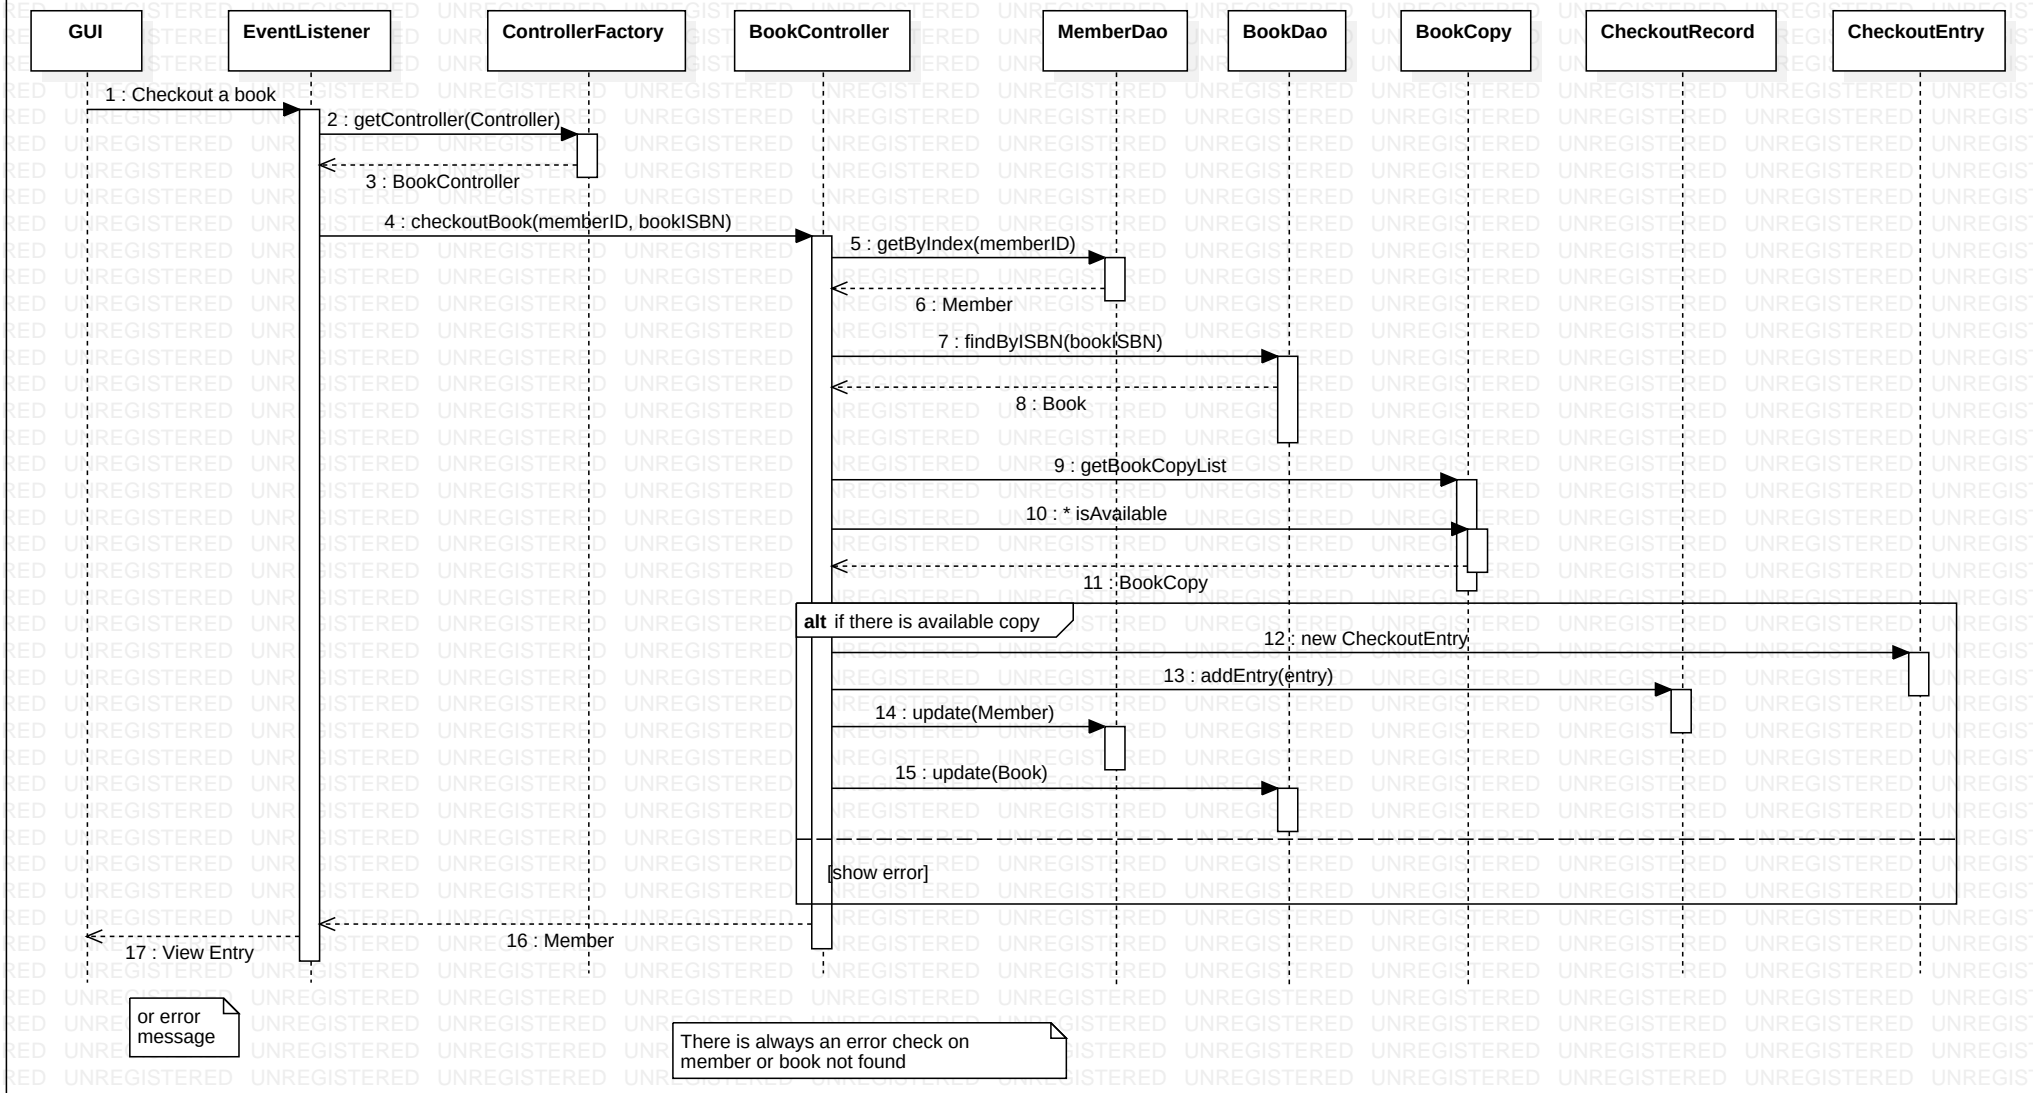 GUI
EventListener
ControllerFactory
BookController
MemberDao
BookDao
BookCopy
CheckoutRecord
CheckoutEntry
1 : Checkout a book
2 : getController(Controller)
3 : BookController
4 : checkoutBook(memberID, bookISBN)
5 : getByIndex(memberID)
6 : Member
7 : findByISBN(bookISBN)
8 : Book
9 : getBookCopyList
10 : * isAvailable
11 : BookCopy
alt if there is available copy
12 : new CheckoutEntry
13 : addEntry(entry)
14 : update(Member)
15 : update(Book)
[show error]
16 : Member
17 : View Entry
or error
message
There is always an error check on
member or book not found
UNREGISTERED